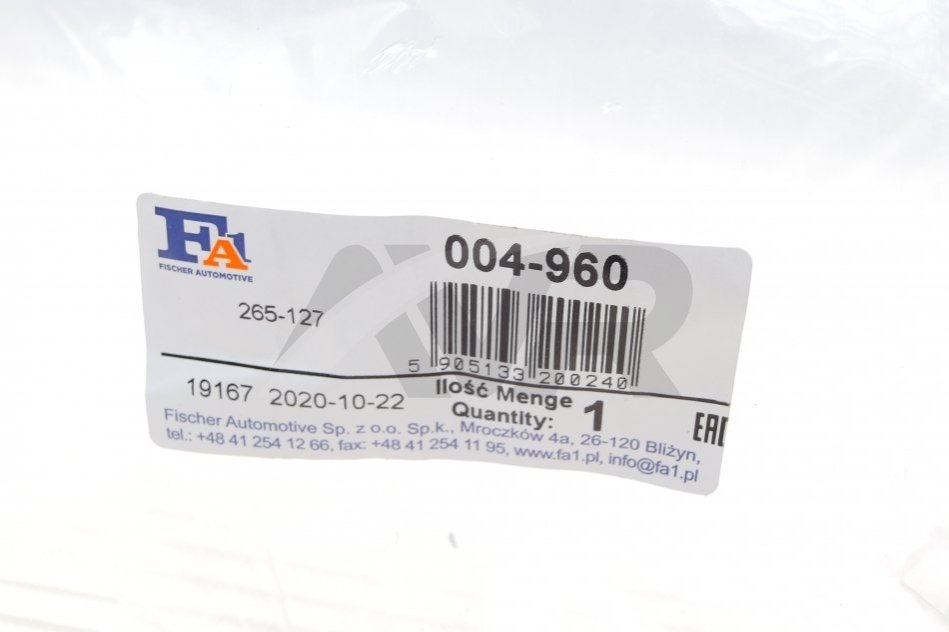 FA1
FISCHER AUTOMOTIVE
004-960
265-127
5 905133 200240
19167 2020-10-22
Ilość Menge
Quantity: 1
EAC
Fischer Automotive Sp. z o.o. Sp.k., Mroczków 4a, 26-120 Bliżyn,
tel.: +48 41 254 12 66, fax: +48 41 254 11 95, www.fa1.pl, info@fa1.pl